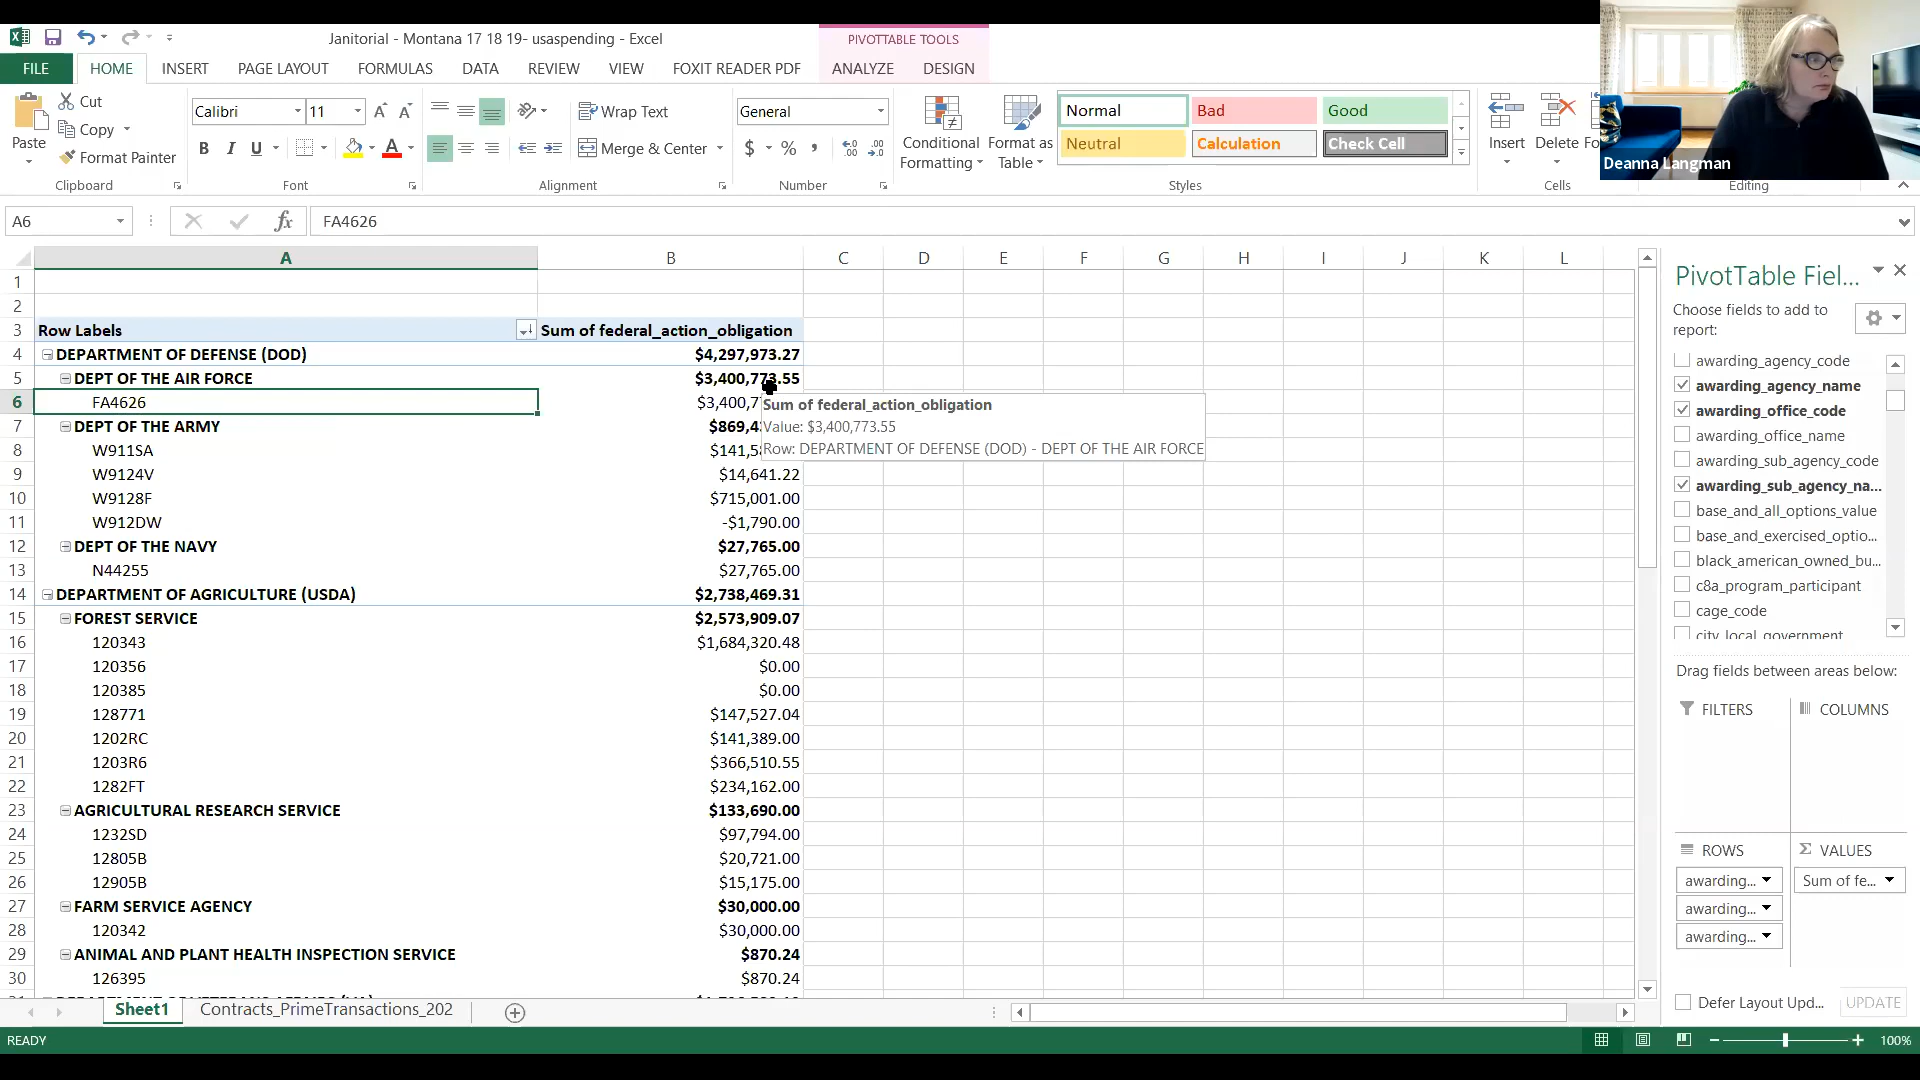 Janitorial - Montana 17 18 19- usaspending - Excel
PIVOTTABLE TOOLS
FILE HOME INSERT PAGE LAYOUT FORMULAS DATA REVIEW VIEW FOXIT READER PDF ANALYZE DESIGN
Paste
Cut
Copy
Format Painter
Clipboard
Calibri 11
B I U A
Font
Wrap Text
Merge & Center
Alignment
General
$ % ,
Number
Conditional Formatting
Format as Table
Normal Bad Good
Neutral Calculation Check Cell
Styles
Insert Delete Fo
Cells
Editing
Deanna Langman
A6 fx FA4626
A B C D E F G H I J K L
1
2
3 Row Labels Sum of federal_action_obligation
4 DEPARTMENT OF DEFENSE (DOD) $4,297,973.27
5 DEPT OF THE AIR FORCE $3,400,773.55
6 FA4626 $3,400,7
7 DEPT OF THE ARMY $869,4
8 W911SA $141,5
9 W9124V $14,641.22
10 W9128F $715,001.00
11 W912DW -$1,790.00
12 DEPT OF THE NAVY $27,765.00
13 N44255 $27,765.00
14 DEPARTMENT OF AGRICULTURE (USDA) $2,738,469.31
15 FOREST SERVICE $2,573,909.07
16 120343 $1,684,320.48
17 120356 $0.00
18 120385 $0.00
19 128771 $147,527.04
20 1202RC $141,389.00
21 1203R6 $366,510.55
22 1282FT $234,162.00
23 AGRICULTURAL RESEARCH SERVICE $133,690.00
24 1232SD $97,794.00
25 12805B $20,721.00
26 12905B $15,175.00
27 FARM SERVICE AGENCY $30,000.00
28 120342 $30,000.00
29 ANIMAL AND PLANT HEALTH INSPECTION SERVICE $870.24
30 126395 $870.24
Sum of federal_action_obligation
Value: $3,400,773.55
Row: DEPARTMENT OF DEFENSE (DOD) - DEPT OF THE AIR FORCE
PivotTable Fiel...
Choose fields to add to
report:
awarding_agency_code
awarding_agency_name
awarding_office_code
awarding_office_name
awarding_sub_agency_code
awarding_sub_agency_na...
base_and_all_options_value
base_and_exercised_optio...
black_american_owned_bu...
c8a_program_participant
cage_code
city_local_government
Drag fields between areas below:
FILTERS COLUMNS
ROWS VALUES
awarding... Sum of fe...
awarding...
awarding...
Defer Layout Upd... UPDATE
Sheet1 Contracts_PrimeTransactions_202
READY 100%